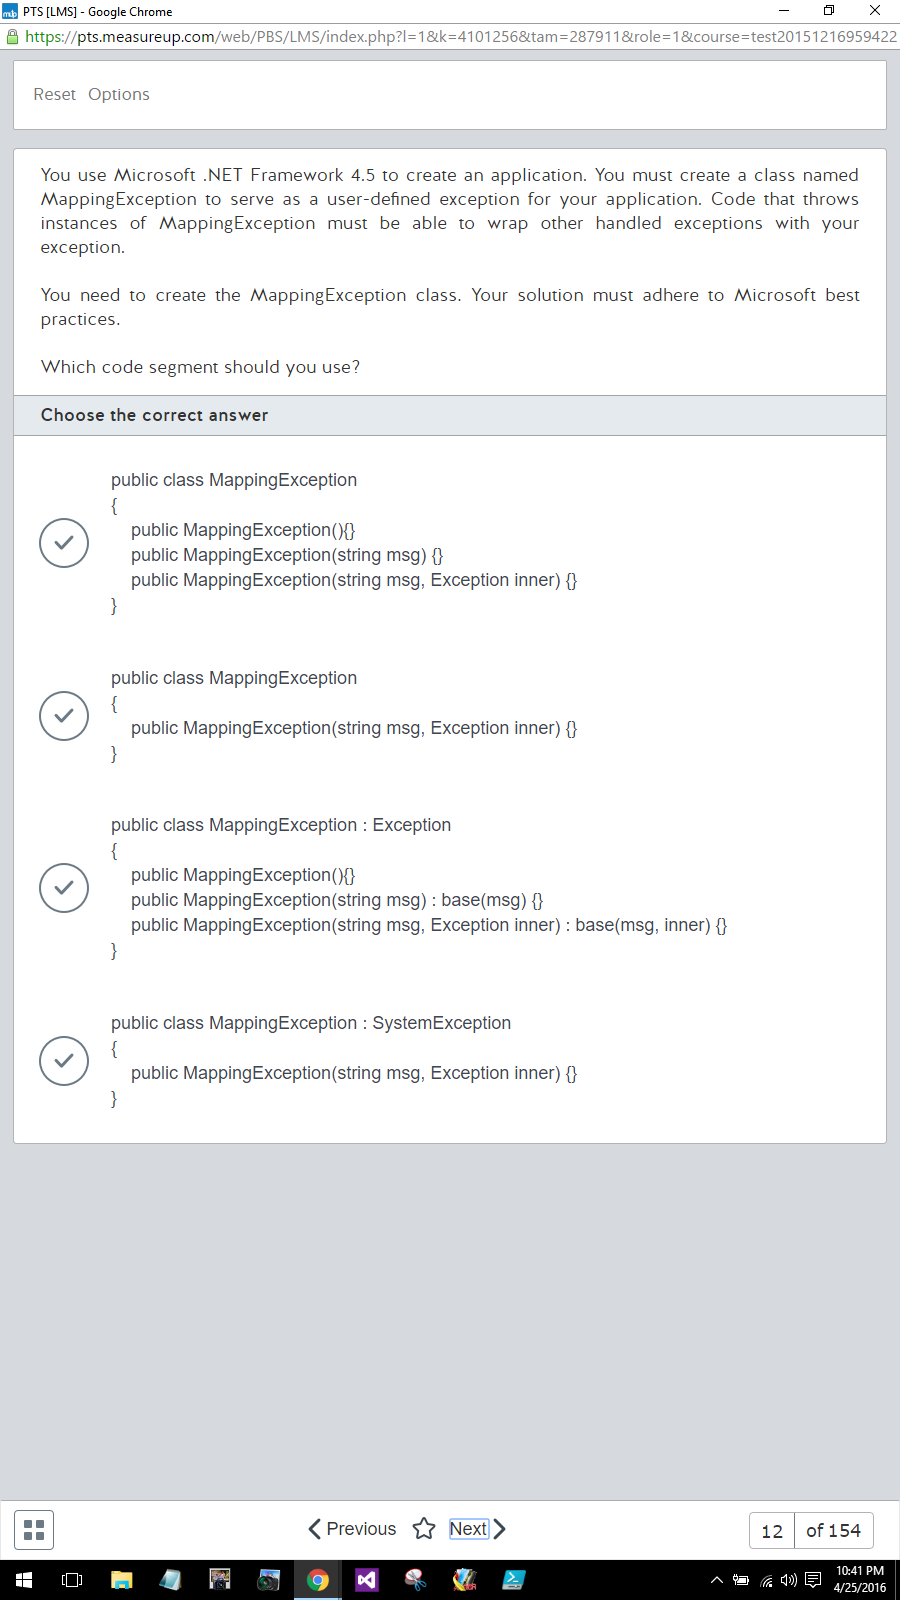 PTS [LMS] - Google Chrome
https://pts.measureup.com/web/PBS/LMS/index.php?l=1&k=4101256&tam=287911&role=1&course=test20151216959422
Reset Options
You use Microsoft .NET Framework 4.5 to create an application. You must create a class named
MappingException to serve as a user-defined exception for your application. Code that throws
instances of MappingException must be able to wrap other handled exceptions with your
exception.
You need to create the MappingException class. Your solution must adhere to Microsoft best
practices.
Which code segment should you use?
Choose the correct answer
public class MappingException
{
public MappingException(){}
public MappingException(string msg) {}
public MappingException(string msg, Exception inner) {}
}
public class MappingException
{
public MappingException(string msg, Exception inner) {}
}
public class MappingException : Exception
{
public MappingException(){}
public MappingException(string msg) : base(msg) {}
public MappingException(string msg, Exception inner) : base(msg, inner) {}
}
public class MappingException : SystemException
{
public MappingException(string msg, Exception inner) {}
}
Previous Next 12 of 154
10:41 PM
4/25/2016